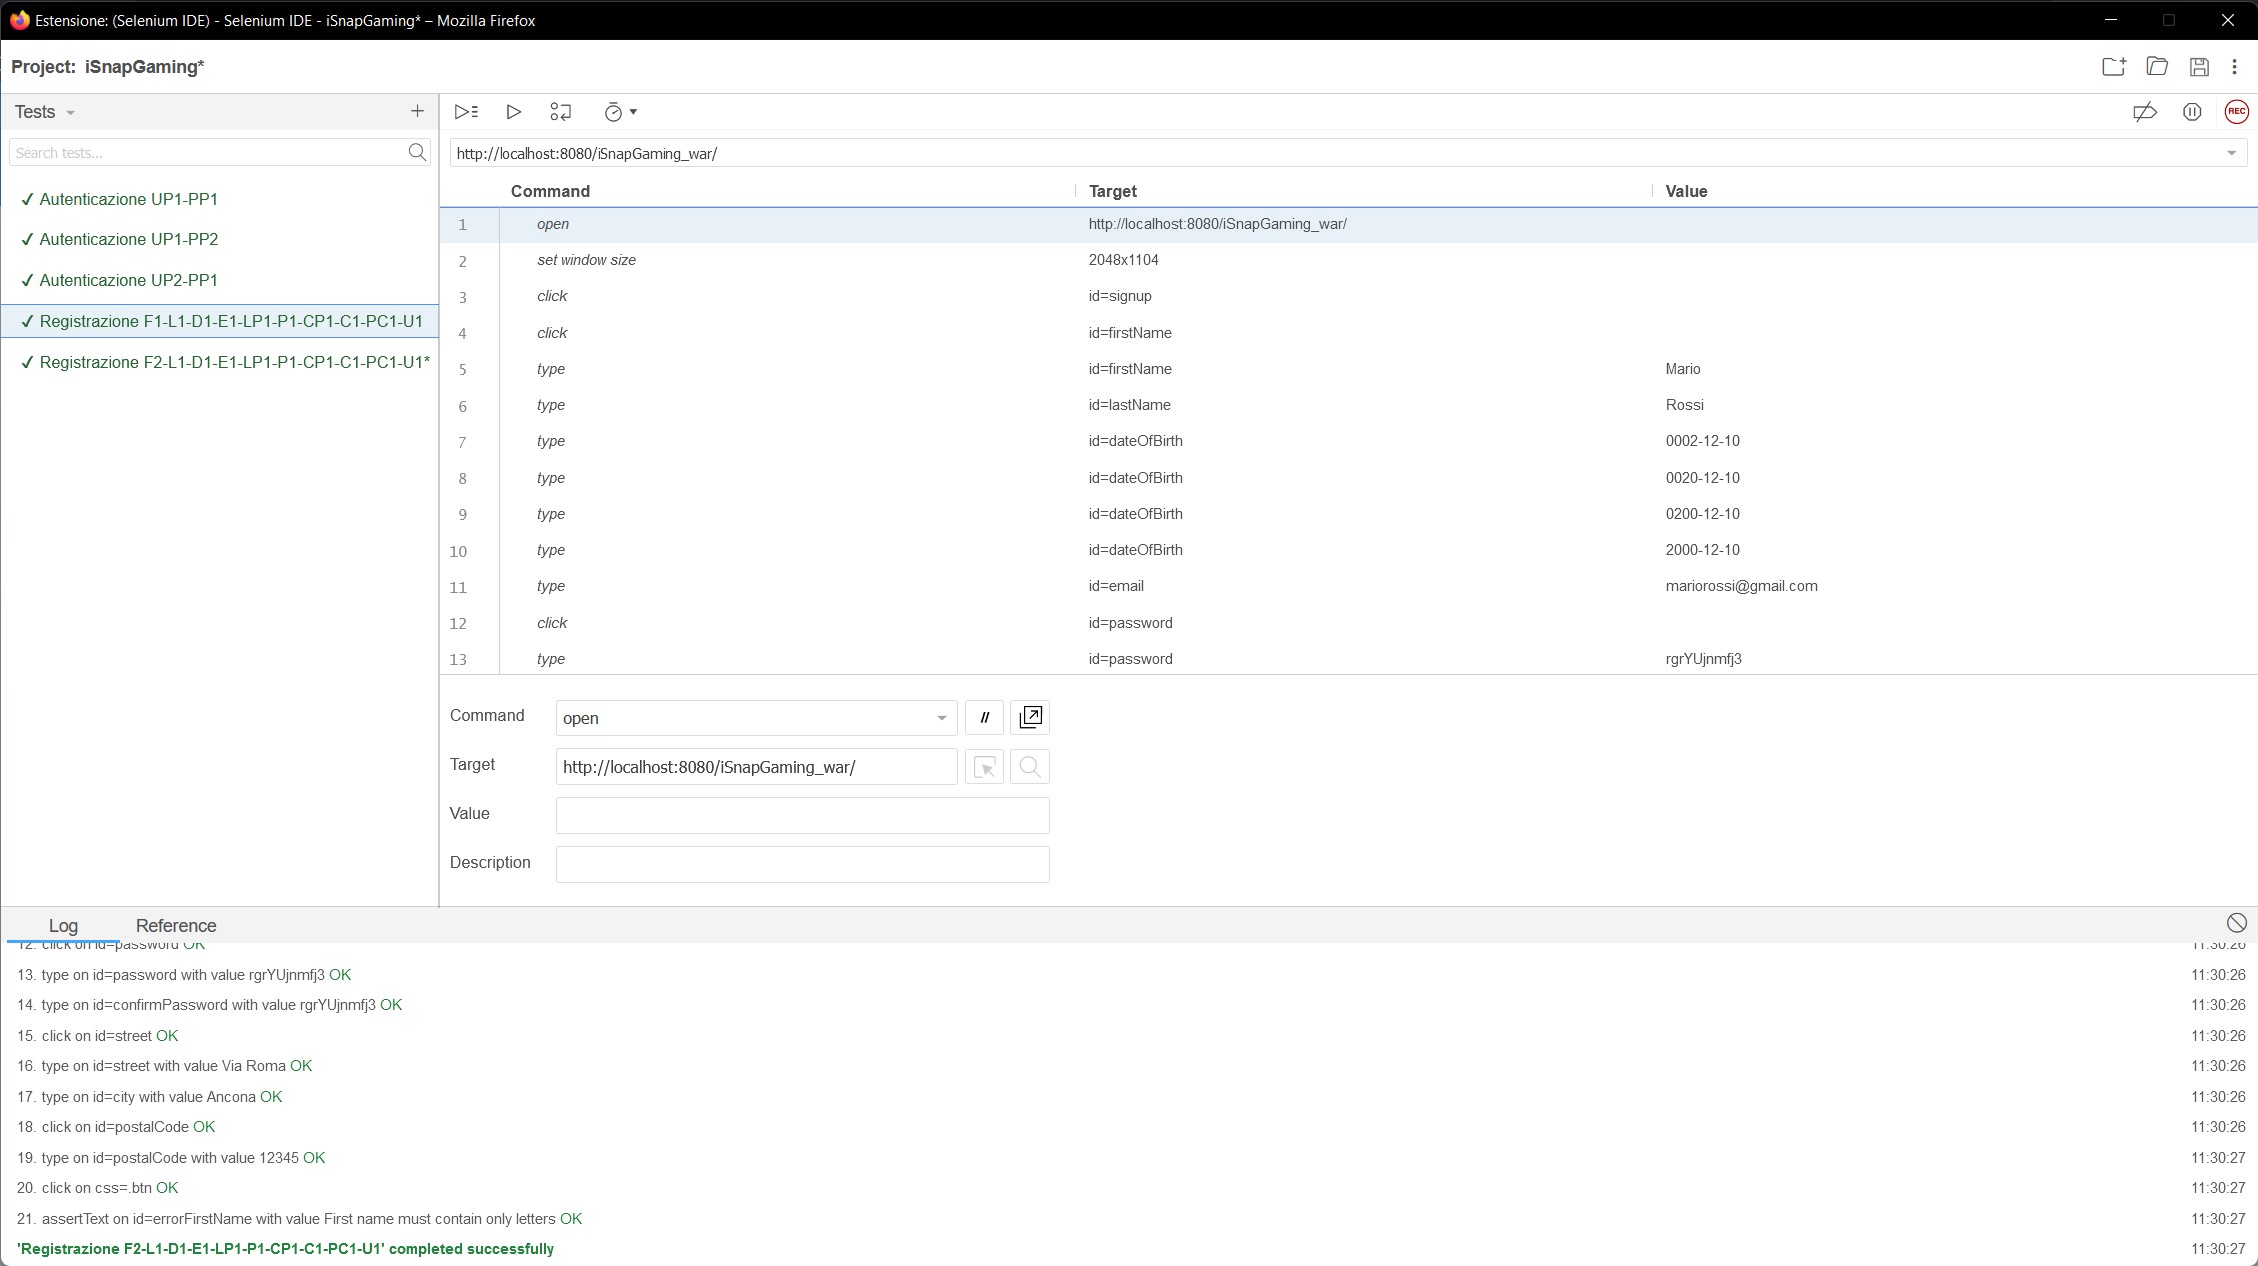 Estensione: (Selenium IDE) - Selenium IDE - iSnapGaming* – Mozilla Firefox
Project: iSnapGaming*
Tests
Search tests...
✓ Autenticazione UP1-PP1
✓ Autenticazione UP1-PP2
✓ Autenticazione UP2-PP1
✓ Registrazione F1-L1-D1-E1-LP1-P1-CP1-C1-PC1-U1
✓ Registrazione F2-L1-D1-E1-LP1-P1-CP1-C1-PC1-U1*
REC
http://localhost:8080/iSnapGaming_war/
Command Target Value
1 open http://localhost:8080/iSnapGaming_war/
2 set window size 2048x1104
3 click id=signup
4 click id=firstName
5 type id=firstName Mario
6 type id=lastName Rossi
7 type id=dateOfBirth 0002-12-10
8 type id=dateOfBirth 0020-12-10
9 type id=dateOfBirth 0200-12-10
10 type id=dateOfBirth 2000-12-10
11 type id=email mariorossi@gmail.com
12 click id=password
13 type id=password rgrYUjnmfj3
Command open //
Target http://localhost:8080/iSnapGaming_war/
Value
Description
Log Reference
12. click on id=password OK 11:30:26
13. type on id=password with value rgrYUjnmfj3 OK 11:30:26
14. type on id=confirmPassword with value rgrYUjnmfj3 OK 11:30:26
15. click on id=street OK 11:30:26
16. type on id=street with value Via Roma OK 11:30:26
17. type on id=city with value Ancona OK 11:30:26
18. click on id=postalCode OK 11:30:26
19. type on id=postalCode with value 12345 OK 11:30:27
20. click on css=.btn OK 11:30:27
21. assertText on id=errorFirstName with value First name must contain only letters OK 11:30:27
'Registrazione F2-L1-D1-E1-LP1-P1-CP1-C1-PC1-U1' completed successfully 11:30:27